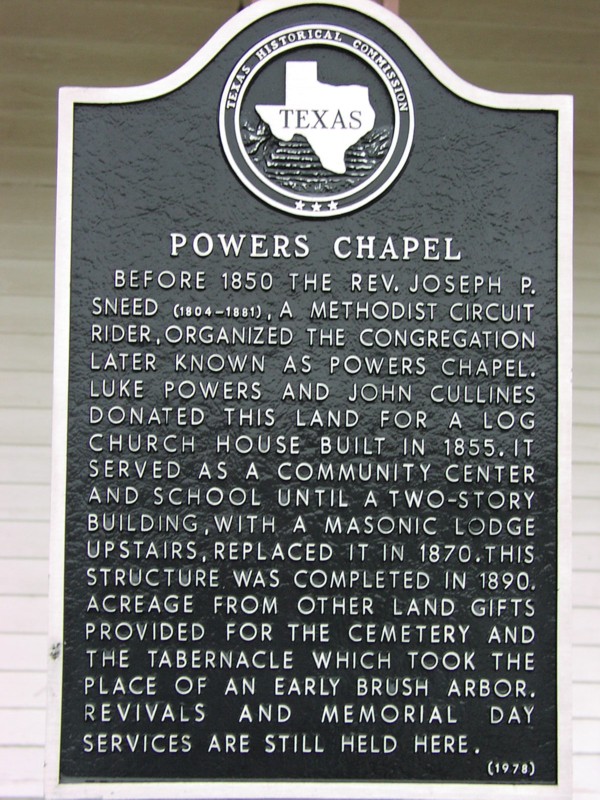 TEXAS HISTORICAL COMMISSION
TEXAS
POWERS CHAPEL
BEFORE 1850 THE REV. JOSEPH P.
SNEED (1804-1881), A METHODIST CIRCUIT
RIDER, ORGANIZED THE CONGREGATION
LATER KNOWN AS POWERS CHAPEL.
LUKE POWERS AND JOHN CULLINES
DONATED THIS LAND FOR A LOG
CHURCH HOUSE BUILT IN 1855. IT
SERVED AS A COMMUNITY CENTER
AND SCHOOL UNTIL A TWO-STORY
BUILDING, WITH A MASONIC LODGE
UPSTAIRS, REPLACED IT IN 1870. THIS
STRUCTURE WAS COMPLETED IN 1890.
ACREAGE FROM OTHER LAND GIFTS
PROVIDED FOR THE CEMETERY AND
THE TABERNACLE WHICH TOOK THE
PLACE OF AN EARLY BRUSH ARBOR.
REVIVALS AND MEMORIAL DAY
SERVICES ARE STILL HELD HERE.
(1978)